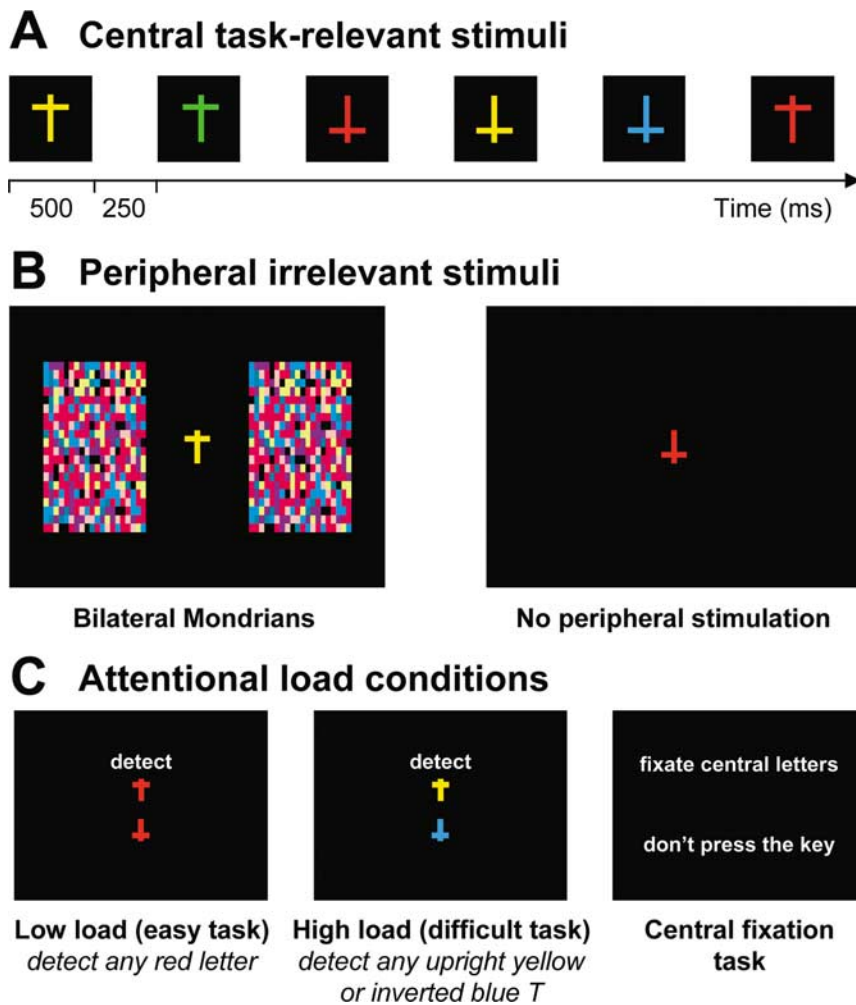 A Central task-relevant stimuli
500 250 Time (ms)
B Peripheral irrelevant stimuli
Bilateral Mondrians
No peripheral stimulation
C Attentional load conditions
detect
Low load (easy task)
detect any red letter
detect
High load (difficult task)
detect any upright yellow
or inverted blue T
fixate central letters
don't press the key
Central fixation
task